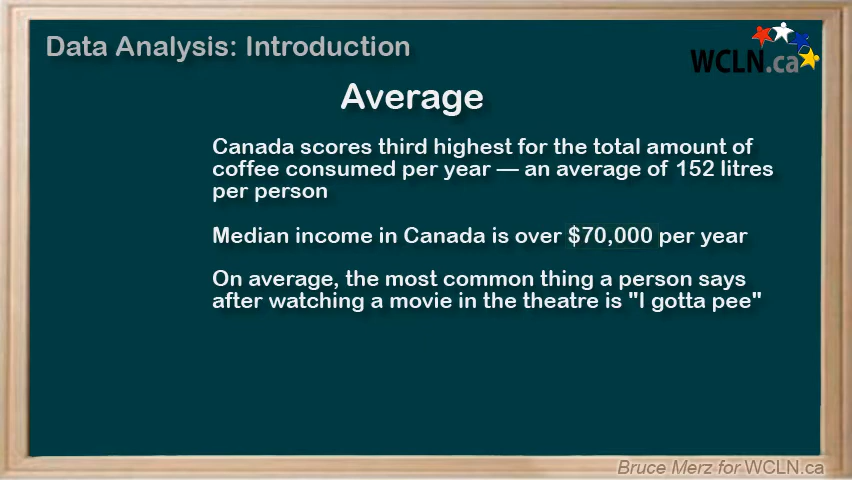 Data Analysis: Introduction
WCLN.ca
Average
Canada scores third highest for the total amount of
coffee consumed per year — an average of 152 litres
per person
Median income in Canada is over $70,000 per year
On average, the most common thing a person says
after watching a movie in the theatre is "I gotta pee"
Bruce Merz for WCLN.ca